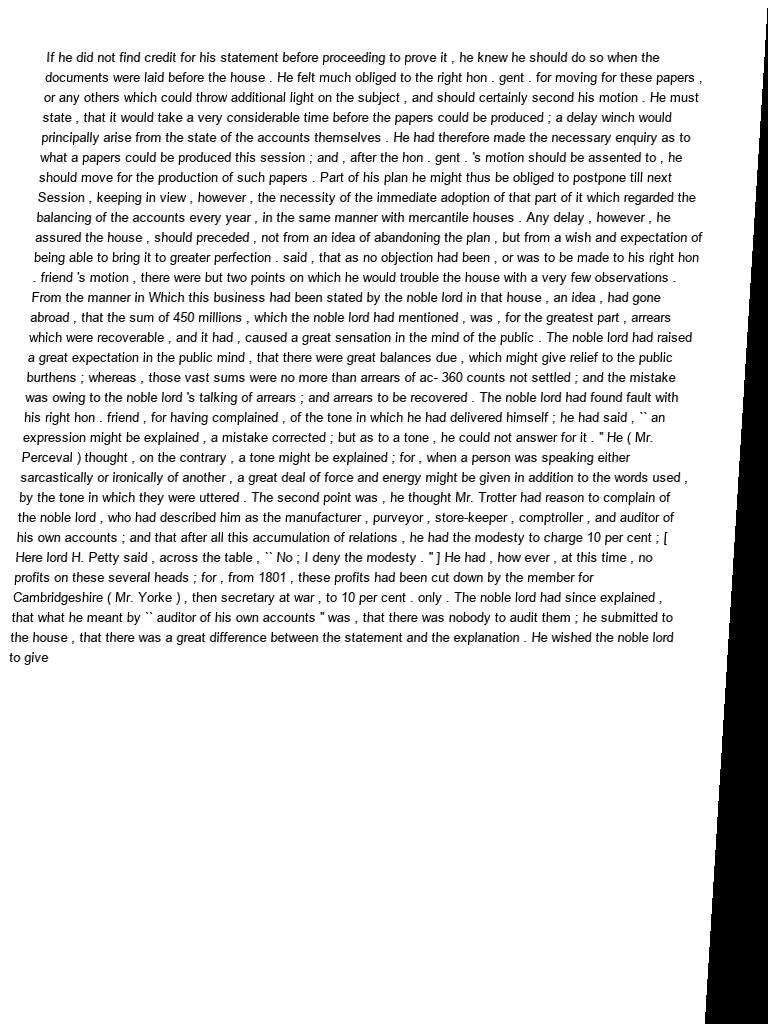 If he did not find credit for his statement before proceeding to prove it , he knew he should do so when the
documents were laid before the house . He felt much obliged to the right hon . gent . for moving for these papers ,
or any others which could throw additional light on the subject , and should certainly second his motion . He must
state , that it would take a very considerable time before the papers could be produced ; a delay winch would
principally arise from the state of the accounts themselves . He had therefore made the necessary enquiry as to
what a papers could be produced this session ; and , after the hon . gent . 's motion should be assented to , he
should move for the production of such papers . Part of his plan he might thus be obliged to postpone till next
Session , keeping in view , however , the necessity of the immediate adoption of that part of it which regarded the
balancing of the accounts every year , in the same manner with mercantile houses . Any delay , however , he
assured the house , should preceded , not from an idea of abandoning the plan , but from a wish and expectation of
being able to bring it to greater perfection . said , that as no objection had been , or was to be made to his right hon
. friend 's motion , there were but two points on which he would trouble the house with a very few observations .
From the manner in Which this business had been stated by the noble lord in that house , an idea , had gone
abroad , that the sum of 450 millions , which the noble lord had mentioned , was , for the greatest part , arrears
which were recoverable , and it had , caused a great sensation in the mind of the public . The noble lord had raised
a great expectation in the public mind , that there were great balances due , which might give relief to the public
burthens ; whereas , those vast sums were no more than arrears of ac- 360 counts not settled ; and the mistake
was owing to the noble lord 's talking of arrears ; and arrears to be recovered . The noble lord had found fault with
his right hon . friend , for having complained , of the tone in which he had delivered himself ; he had said , `` an
expression might be explained , a mistake corrected ; but as to a tone , he could not answer for it . " He ( Mr.
Perceval ) thought , on the contrary , a tone might be explained ; for , when a person was speaking either
sarcastically or ironically of another , a great deal of force and energy might be given in addition to the words used ,
by the tone in which they were uttered . The second point was , he thought Mr. Trotter had reason to complain of
the noble lord , who had described him as the manufacturer , purveyor , store-keeper , comptroller , and auditor of
his own accounts ; and that after all this accumulation of relations , he had the modesty to charge 10 per cent ; [
Here lord H. Petty said , across the table , `` No ; I deny the modesty . " ] He had , how ever , at this time , no
profits on these several heads ; for , from 1801 , these profits had been cut down by the member for
Cambridgeshire ( Mr. Yorke ) , then secretary at war , to 10 per cent . only . The noble lord had since explained ,
that what he meant by `` auditor of his own accounts " was , that there was nobody to audit them ; he submitted to
the house , that there was a great difference between the statement and the explanation . He wished the noble lord
to give